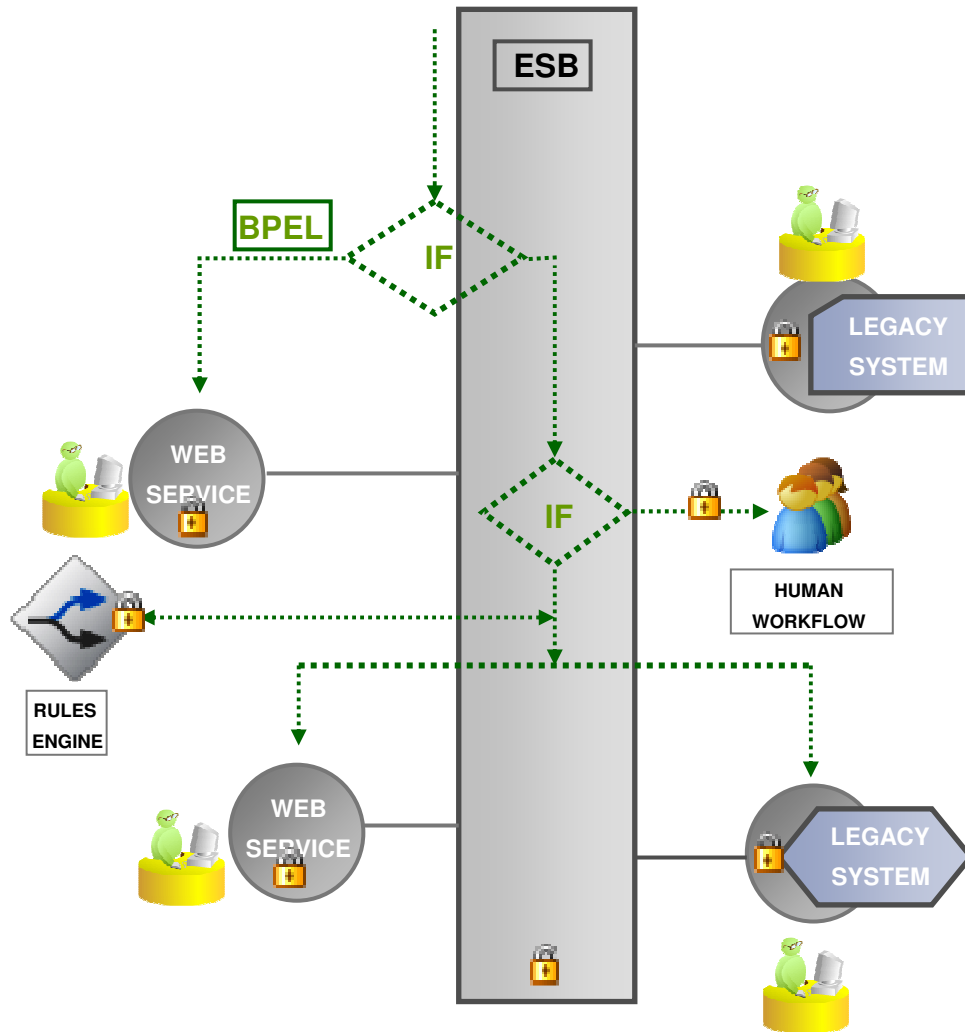 ESB
BPEL
IF
LEGACY
SYSTEM
WEB
SERVICE
IF
HUMAN
WORKFLOW
RULES
ENGINE
WEB
SERVICE
LEGACY
SYSTEM